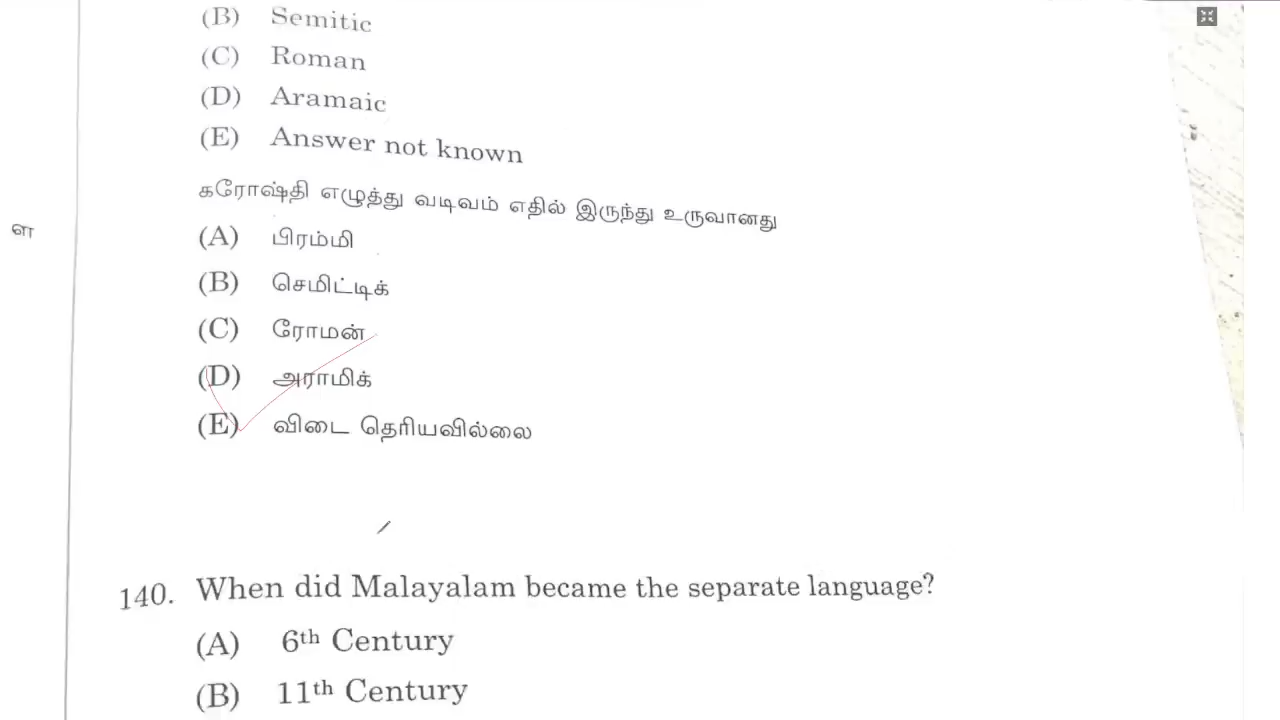 (B) Semitic
(C) Roman
(D) Aramaic
(E) Answer not known
கரோஷ்தி எழுத்து வடிவம் எதில் இருந்து உருவானது
(A) பிரம்மி
(B) செமிட்டிக்
ள
(C) ரோமன்
(D) அராமிக்
(E) விடை தெரியவில்லை
140. When did Malayalam became the separate language?
(A) 6th Century
(B) 11th Century